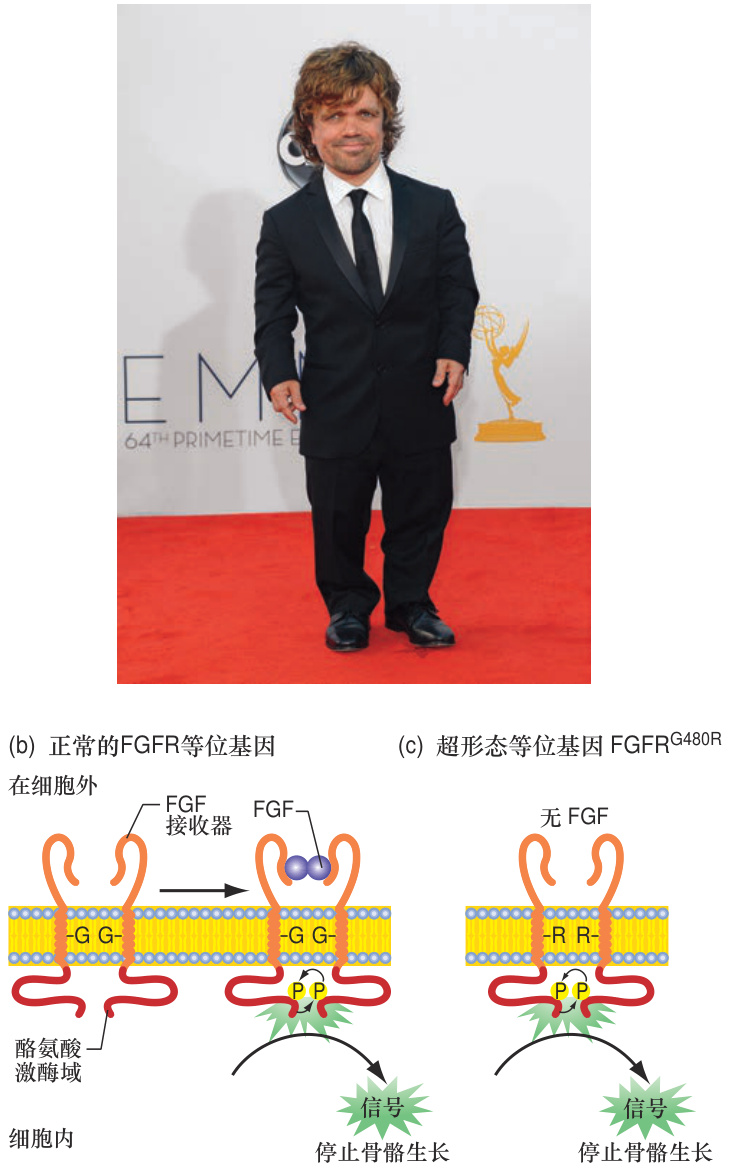 EM
64TH PRIMETIME E
(b) 正常的FGFR等位基因
(c) 超形态等位基因 FGFRG480R
在细胞外
FGF
接收器
FGF
无 FGF
G G
G G
R R
P P
P P
酪氨酸
激酶域
信号
信号
细胞内
停止骨骼生长
停止骨骼生长